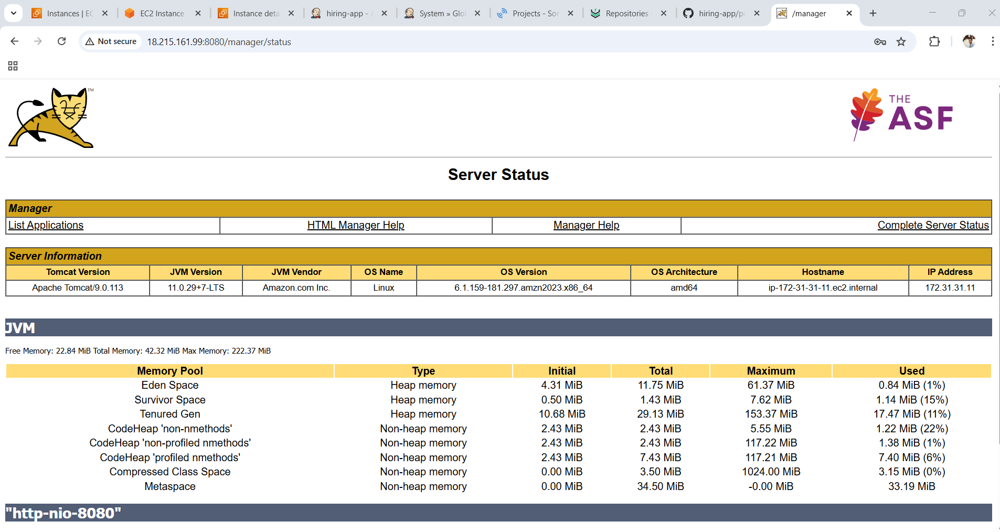 Instances | EC
EC2 Instance
Instance deta
hiring-app - J
System » Glo
Projects - Sor
Repositories -
hiring-app/po
/manager
Not secure
18.215.161.99:8080/manager/status
TM
THE
ASF
Server Status
Manager
List Applications HTML Manager Help Manager Help Complete Server Status
Server Information
Tomcat Version JVM Version JVM Vendor OS Name OS Version OS Architecture Hostname IP Address
Apache Tomcat/9.0.113 11.0.29+7-LTS Amazon.com Inc. Linux 6.1.159-181.297.amzn2023.x86_64 amd64 ip-172-31-31-11.ec2.internal 172.31.31.11
JVM
Free Memory: 22.84 MiB Total Memory: 42.32 MiB Max Memory: 222.37 MiB
Memory Pool Type Initial Total Maximum Used
Eden Space Heap memory 4.31 MiB 11.75 MiB 61.37 MiB 0.84 MiB (1%)
Survivor Space Heap memory 0.50 MiB 1.43 MiB 7.62 MiB 1.14 MiB (15%)
Tenured Gen Heap memory 10.68 MiB 29.13 MiB 153.37 MiB 17.47 MiB (11%)
CodeHeap 'non-nmethods' Non-heap memory 2.43 MiB 2.43 MiB 5.55 MiB 1.22 MiB (22%)
CodeHeap 'non-profiled nmethods' Non-heap memory 2.43 MiB 2.43 MiB 117.22 MiB 1.38 MiB (1%)
CodeHeap 'profiled nmethods' Non-heap memory 2.43 MiB 7.43 MiB 117.21 MiB 7.40 MiB (6%)
Compressed Class Space Non-heap memory 0.00 MiB 3.50 MiB 1024.00 MiB 3.15 MiB (0%)
Metaspace Non-heap memory 0.00 MiB 34.50 MiB -0.00 MiB 33.19 MiB
"http-nio-8080"